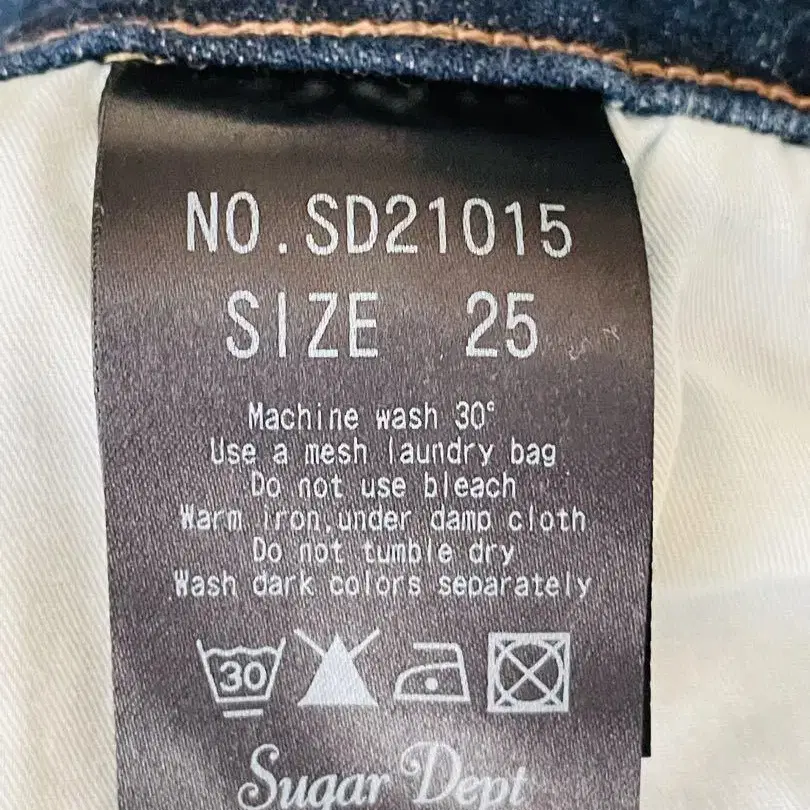 NO.SD21015
SIZE 25
Machine wash 30°
Use a mesh laundry bag
Do not use bleach
Warm iron,under damp cloth
Do not tumble dry
Wash dark colors separately
30
Sugar Dept